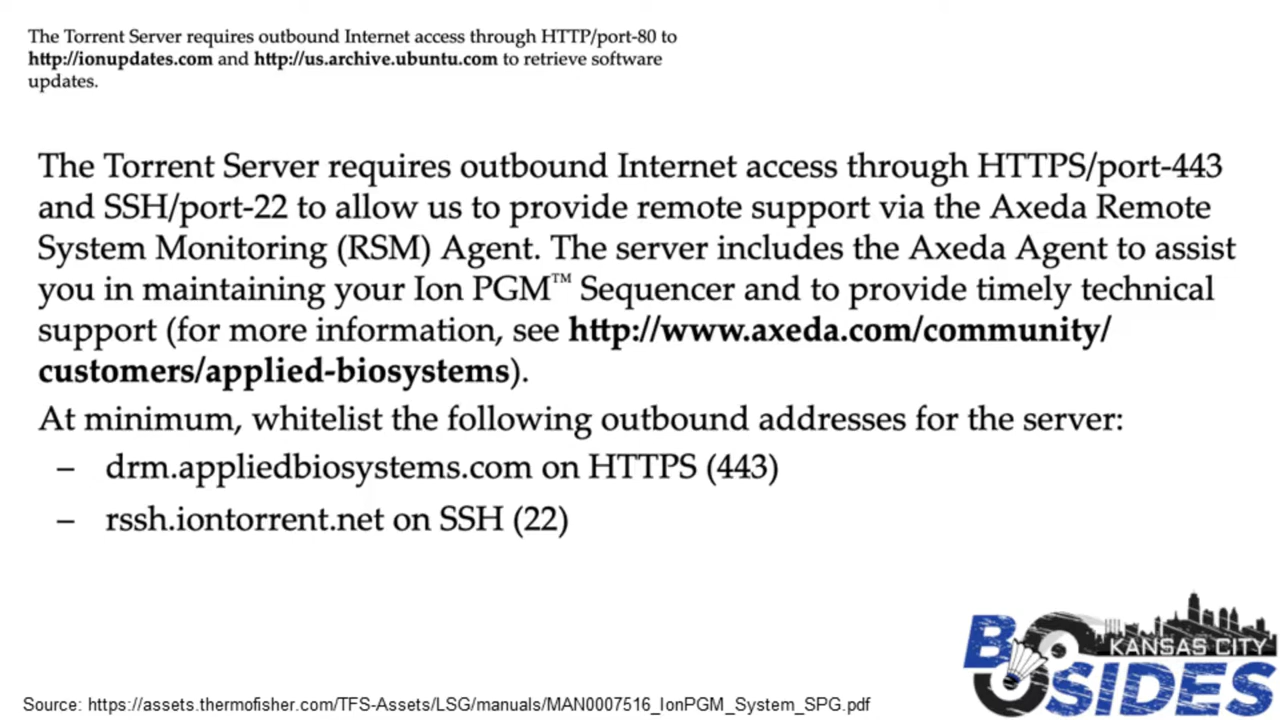 The Torrent Server requires outbound Internet access through HTTP/port-80 to
http://ionupdates.com and http://us.archive.ubuntu.com to retrieve software
updates.
The Torrent Server requires outbound Internet access through HTTPS/port-443
and SSH/port-22 to allow us to provide remote support via the Axeda Remote
System Monitoring (RSM) Agent. The server includes the Axeda Agent to assist
you in maintaining your Ion PGM™ Sequencer and to provide timely technical
support (for more information, see http://www.axeda.com/community/
customers/applied-biosystems).
At minimum, whitelist the following outbound addresses for the server:
– drm.appliedbiosystems.com on HTTPS (443)
– rssh.iontorrent.net on SSH (22)
KANSAS CITY
BSIDES
Source: https://assets.thermofisher.com/TFS-Assets/LSG/manuals/MAN0007516_IonPGM_System_SPG.pdf